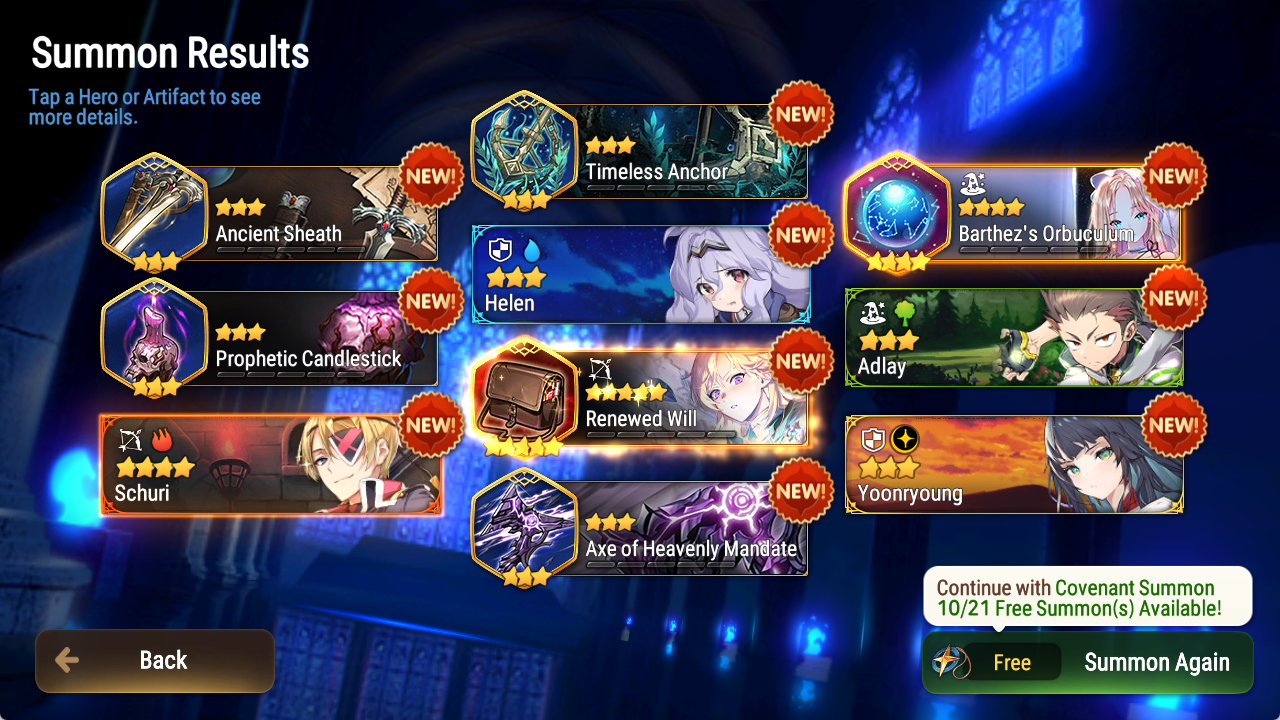 Summon Results
Tap a Hero or Artifact to see
more details.
NEW!
Ancient Sheath
NEW!
Prophetic Candlestick
NEW!
Schuri
NEW!
Timeless Anchor
NEW!
Helen
NEW!
Renewed Will
NEW!
Axe of Heavenly Mandate
NEW!
Barthez's Orbuculum
NEW!
Adlay
NEW!
Yoonryoung
Continue with Covenant Summon
10/21 Free Summon(s) Available!
Back
Free
Summon Again